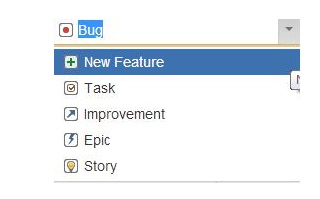 Bug
New Feature
Task
Improvement
Epic
Story